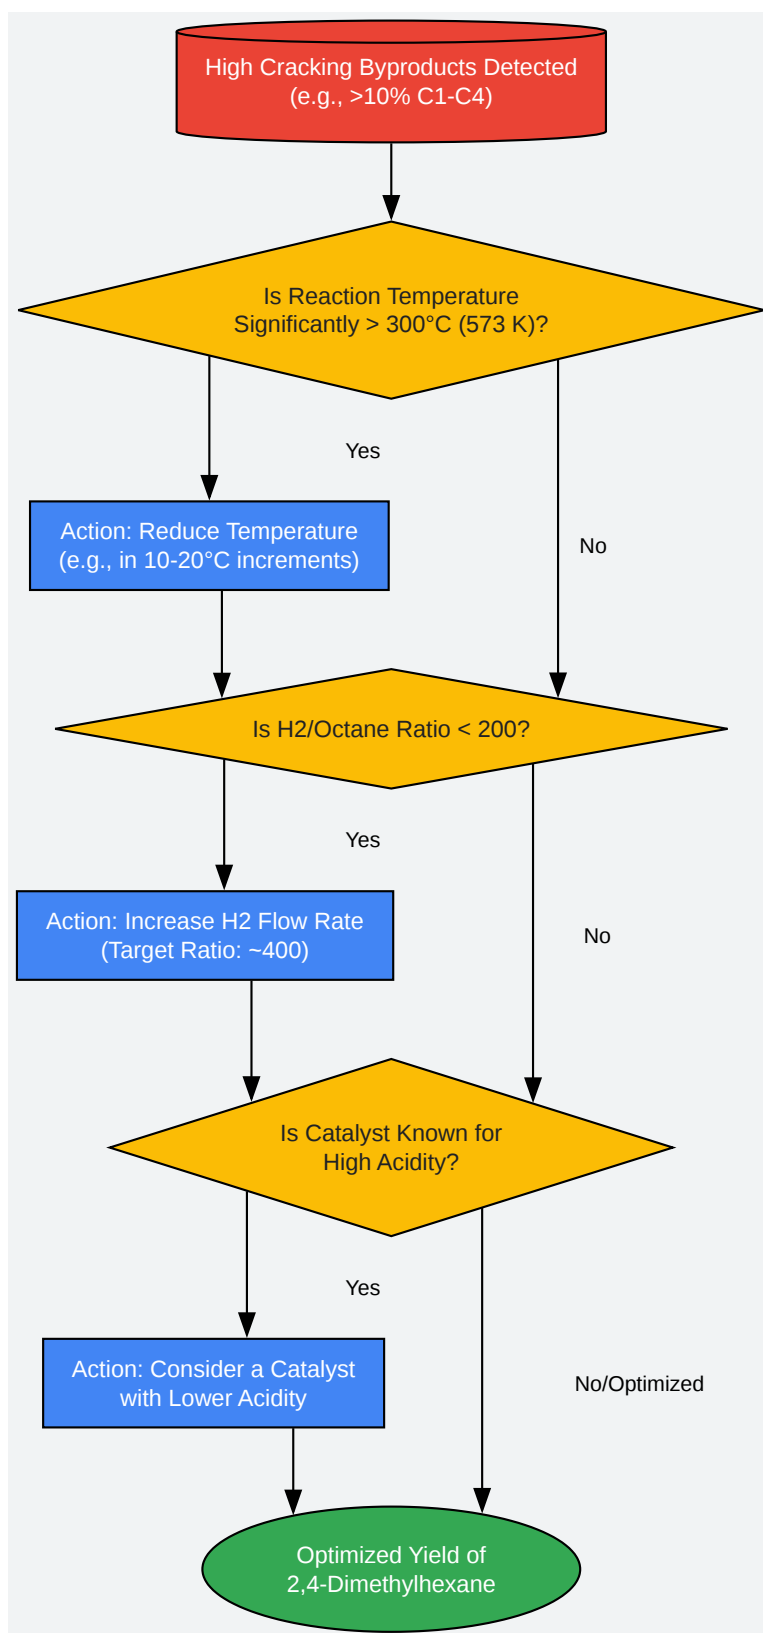 High Cracking Byproducts Detected
(e.g., >10% C1-C4)
Is Reaction Temperature
Significantly > 300°C (573 K)?
Yes
Action: Reduce Temperature
(e.g., in 10-20°C increments)
No
Is H2/Octane Ratio < 200?
Yes
Action: Increase H2 Flow Rate
(Target Ratio: ~400)
No
Is Catalyst Known for
High Acidity?
Yes
Action: Consider a Catalyst
with Lower Acidity
No/Optimized
Optimized Yield of
2,4-Dimethylhexane